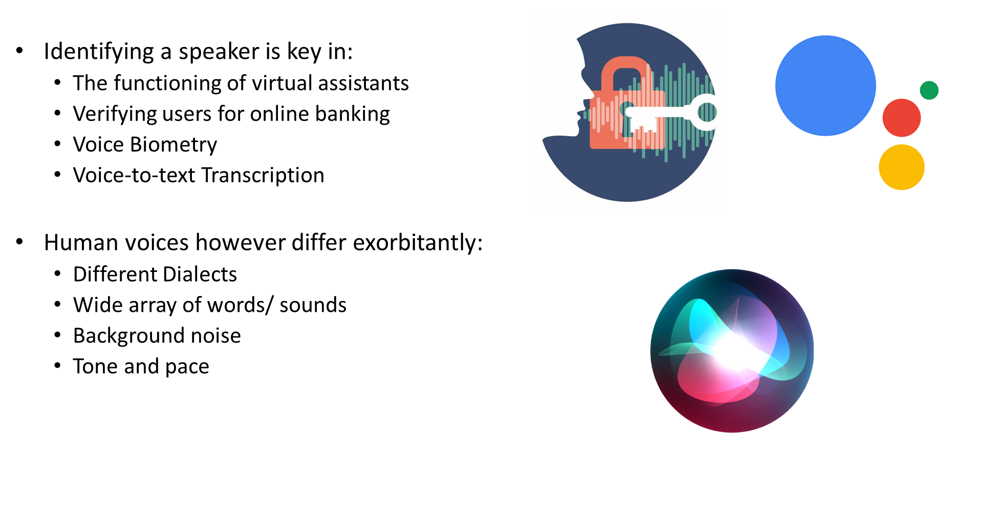 • Identifying a speaker is key in:
• The functioning of virtual assistants
• Verifying users for online banking
• Voice Biometry
• Voice-to-text Transcription
• Human voices however differ exorbitantly:
• Different Dialects
• Wide array of words/ sounds
• Background noise
• Tone and pace